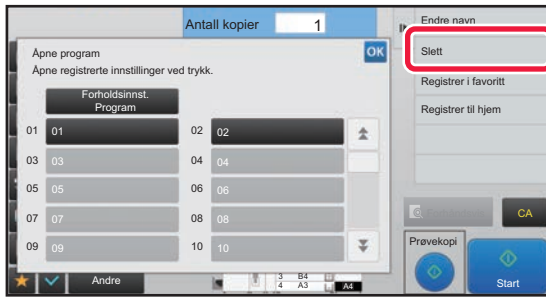 Antall kopier 1
Endre navn
Slett
Registrer i favoritt
Registrer til hjem
Åpne program
OK
Åpne registrerte innstillinger ved trykk.
Forholdsinnst.
Program
01 01
02 02
03 03
04 04
05 05
06 06
07 07
08 08
09 09
10 10
CA
Prøvekopi
Start
Andre
3 B4
4 A3
A4